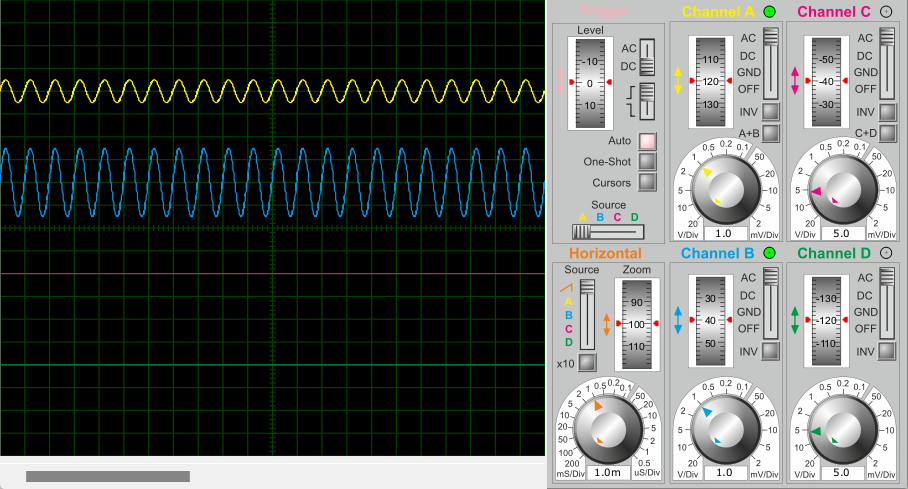 Trigger
Level
-10
0
10
AC
DC
Auto
One-Shot
Cursors
Source
A B C D
Channel A
110
120
130
AC
DC
GND
OFF
INV
A+B
0.5 0.2 0.1
1 50
2 20
5 10
10 5
20 2
V/Div 1.0 mV/Div
Channel C
-50
-40
-30
AC
DC
GND
OFF
INV
C+D
0.5 0.2 0.1
1 50
2 20
5 10
10 5
20 2
V/Div 5.0 mV/Div
Horizontal
Source
A
B
C
D
x10
Zoom
90
100
110
1 0.5 0.2 0.1
2 50
5 20
10 10
20 5
50 2
100 1
200 0.5
mS/Div 1.0m uS/Div
Channel B
30
40
50
AC
DC
GND
OFF
INV
0.5 0.2 0.1
1 50
2 20
5 10
10 5
20 2
V/Div 1.0 mV/Div
Channel D
-130
-120
-110
AC
DC
GND
OFF
INV
0.5 0.2 0.1
1 50
2 20
5 10
10 5
20 2
V/Div 5.0 mV/Div